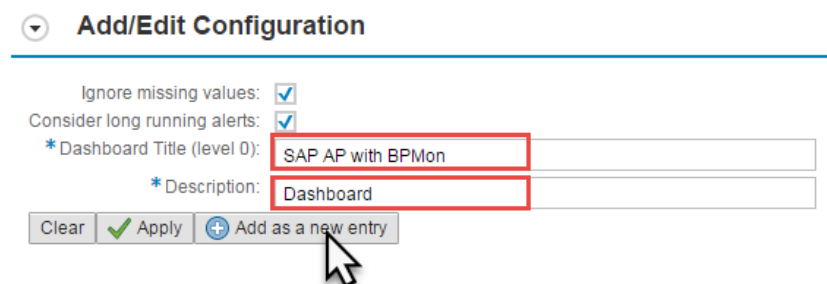 Add/Edit Configuration
Ignore missing values:
Consider long running alerts:
*Dashboard Title (level 0): SAP AP with BPMon
*Description: Dashboard
Clear Apply Add as a new entry